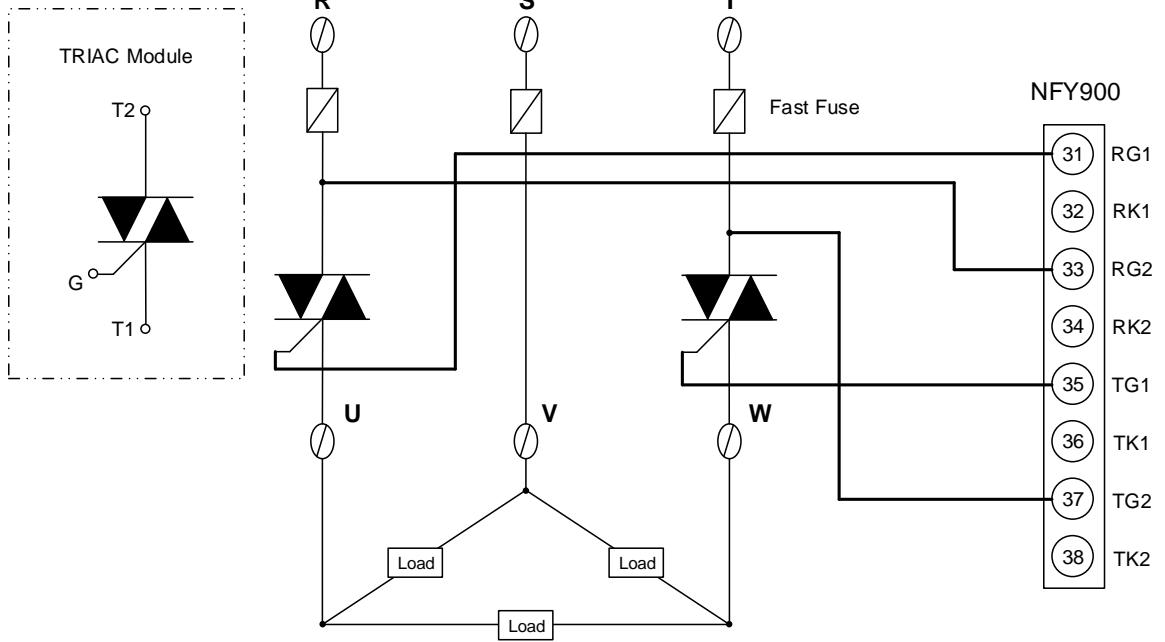 R
S
T
TRIAC Module
T2
G
T1
Fast Fuse
NFY900
31 RG1
32 RK1
33 RG2
34 RK2
35 TG1
36 TK1
37 TG2
38 TK2
U
V
W
Load
Load
Load